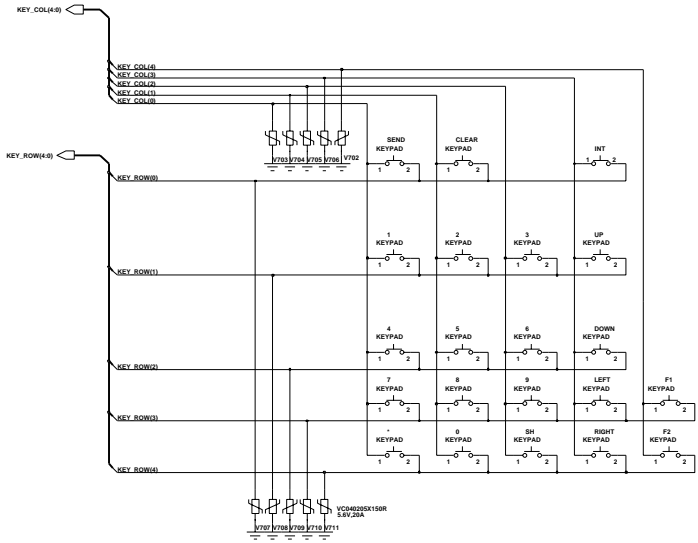 KEY_COL(4:0)
KEY_COL(4)
KEY_COL(3)
KEY_COL(2)
KEY_COL(1)
KEY_COL(0)
V703 V704 V705 V706 V702
SEND
KEYPAD
1 2
CLEAR
KEYPAD
1 2
INT
1 2
KEY_ROW(4:0)
KEY_ROW(0)
1
KEYPAD
1 2
2
KEYPAD
1 2
3
KEYPAD
1 2
UP
KEYPAD
1 2
KEY_ROW(1)
4
KEYPAD
1 2
5
KEYPAD
1 2
6
KEYPAD
1 2
DOWN
KEYPAD
1 2
KEY_ROW(2)
7
KEYPAD
1 2
8
KEYPAD
1 2
9
KEYPAD
1 2
LEFT
KEYPAD
1 2
F1
KEYPAD
1 2
KEY_ROW(3)
*
KEYPAD
1 2
0
KEYPAD
1 2
SH
KEYPAD
1 2
RIGHT
KEYPAD
1 2
F2
KEYPAD
1 2
KEY_ROW(4)
VC040205X150R
5.6V,20A
V707 V708 V709 V710 V711